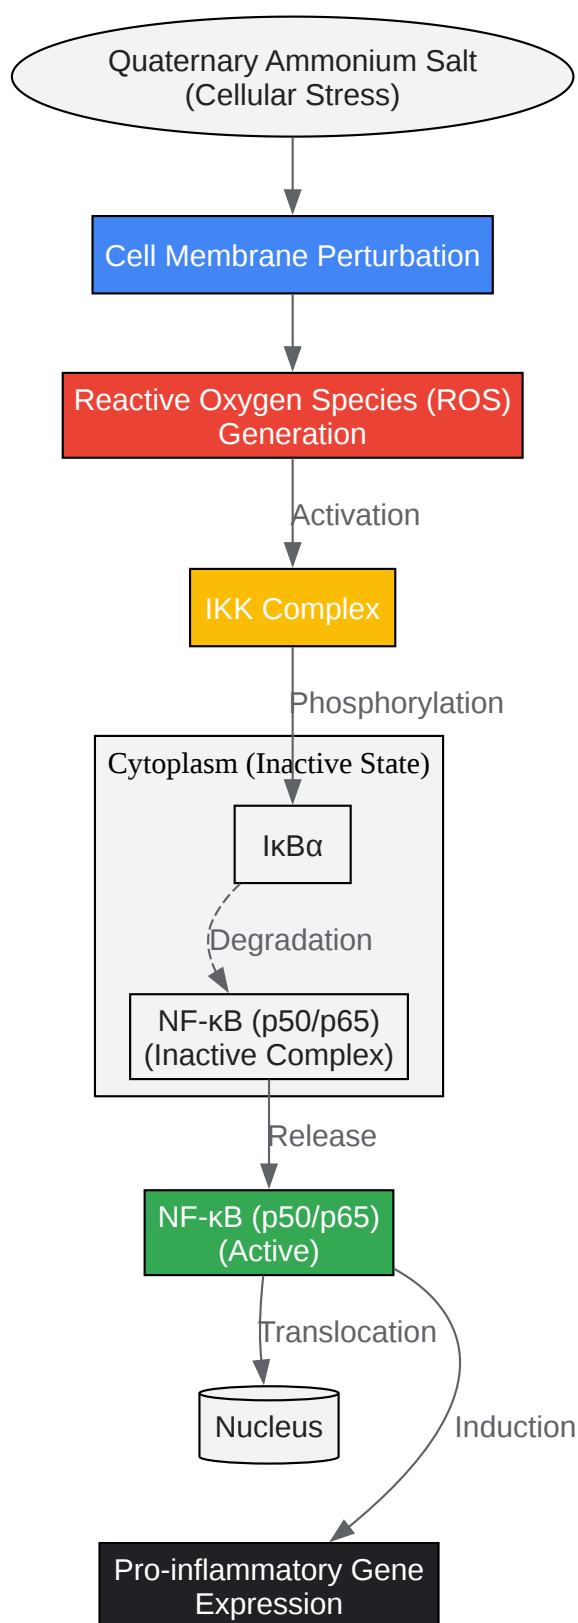 Quaternary Ammonium Salt
(Cellular Stress)
Cell Membrane Perturbation
Reactive Oxygen Species (ROS)
Generation
Activation
IKK Complex
Phosphorylation
Cytoplasm (Inactive State)
IκBα
Degradation
NF-κB (p50/p65)
(Inactive Complex)
Release
NF-κB (p50/p65)
(Active)
Translocation
Nucleus
Induction
Pro-inflammatory Gene
Expression